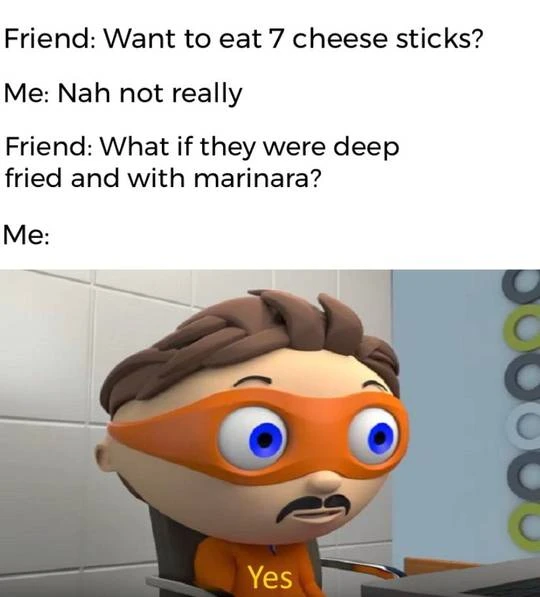 Friend: Want to eat 7 cheese sticks?
Me: Nah not really
Friend: What if they were deep
fried and with marinara?
Me:
Yes